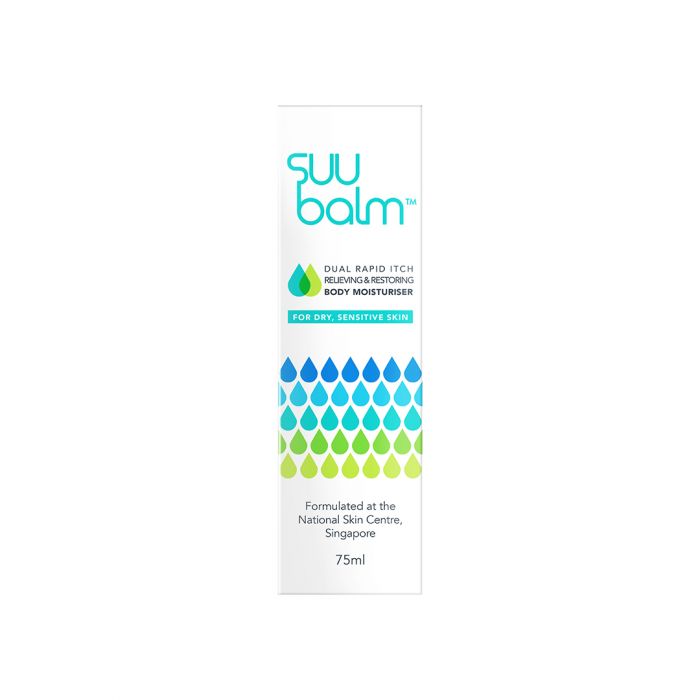 suu
balm™
DUAL RAPID ITCH
RELIEVING & RESTORING
BODY MOISTURISER
FOR DRY, SENSITIVE SKIN
Formulated at the
National Skin Centre,
Singapore
75ml